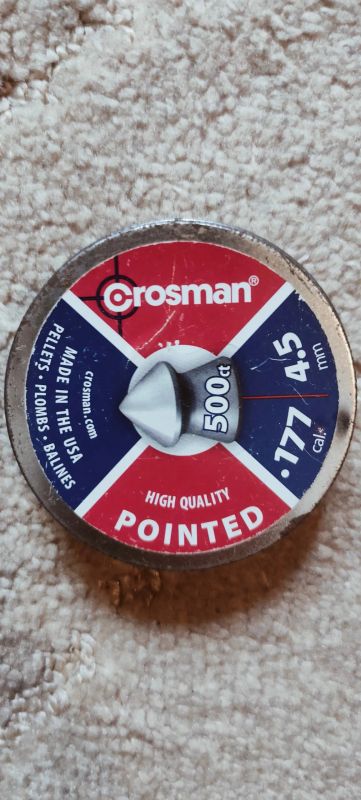 crosman®
500ct
.177 cal.
4.5 mm
HIGH QUALITY
POINTED
crosman.com
MADE IN THE USA
PELLETS • PLOMBS • BALINES